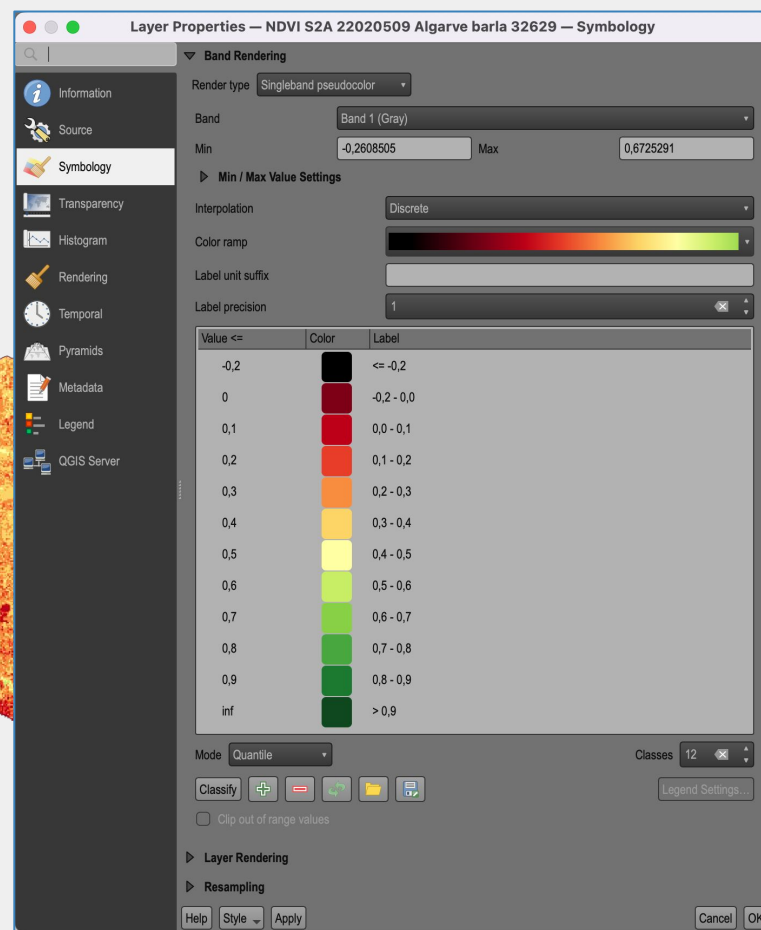 Layer Properties — NDVI S2A 22020509 Algarve barla 32629 — Symbology
Information
Source
Symbology
Transparency
Histogram
Rendering
Temporal
Pyramids
Metadata
Legend
QGIS Server
Band Rendering
Render type Singleband pseudocolor
Band Band 1 (Gray)
Min -0,2608505 Max 0,6725291
Min / Max Value Settings
Interpolation Discrete
Color ramp
Label unit suffix
Label precision 1
Value <= Color Label
-0,2 <= -0,2
0 -0,2 - 0,0
0,1 0,0 - 0,1
0,2 0,1 - 0,2
0,3 0,2 - 0,3
0,4 0,3 - 0,4
0,5 0,4 - 0,5
0,6 0,5 - 0,6
0,7 0,6 - 0,7
0,8 0,7 - 0,8
0,9 0,8 - 0,9
inf > 0,9
Mode Quantile Classes 12
Classify Legend Settings...
Clip out of range values
Layer Rendering
Resampling
Help Style Apply Cancel OK